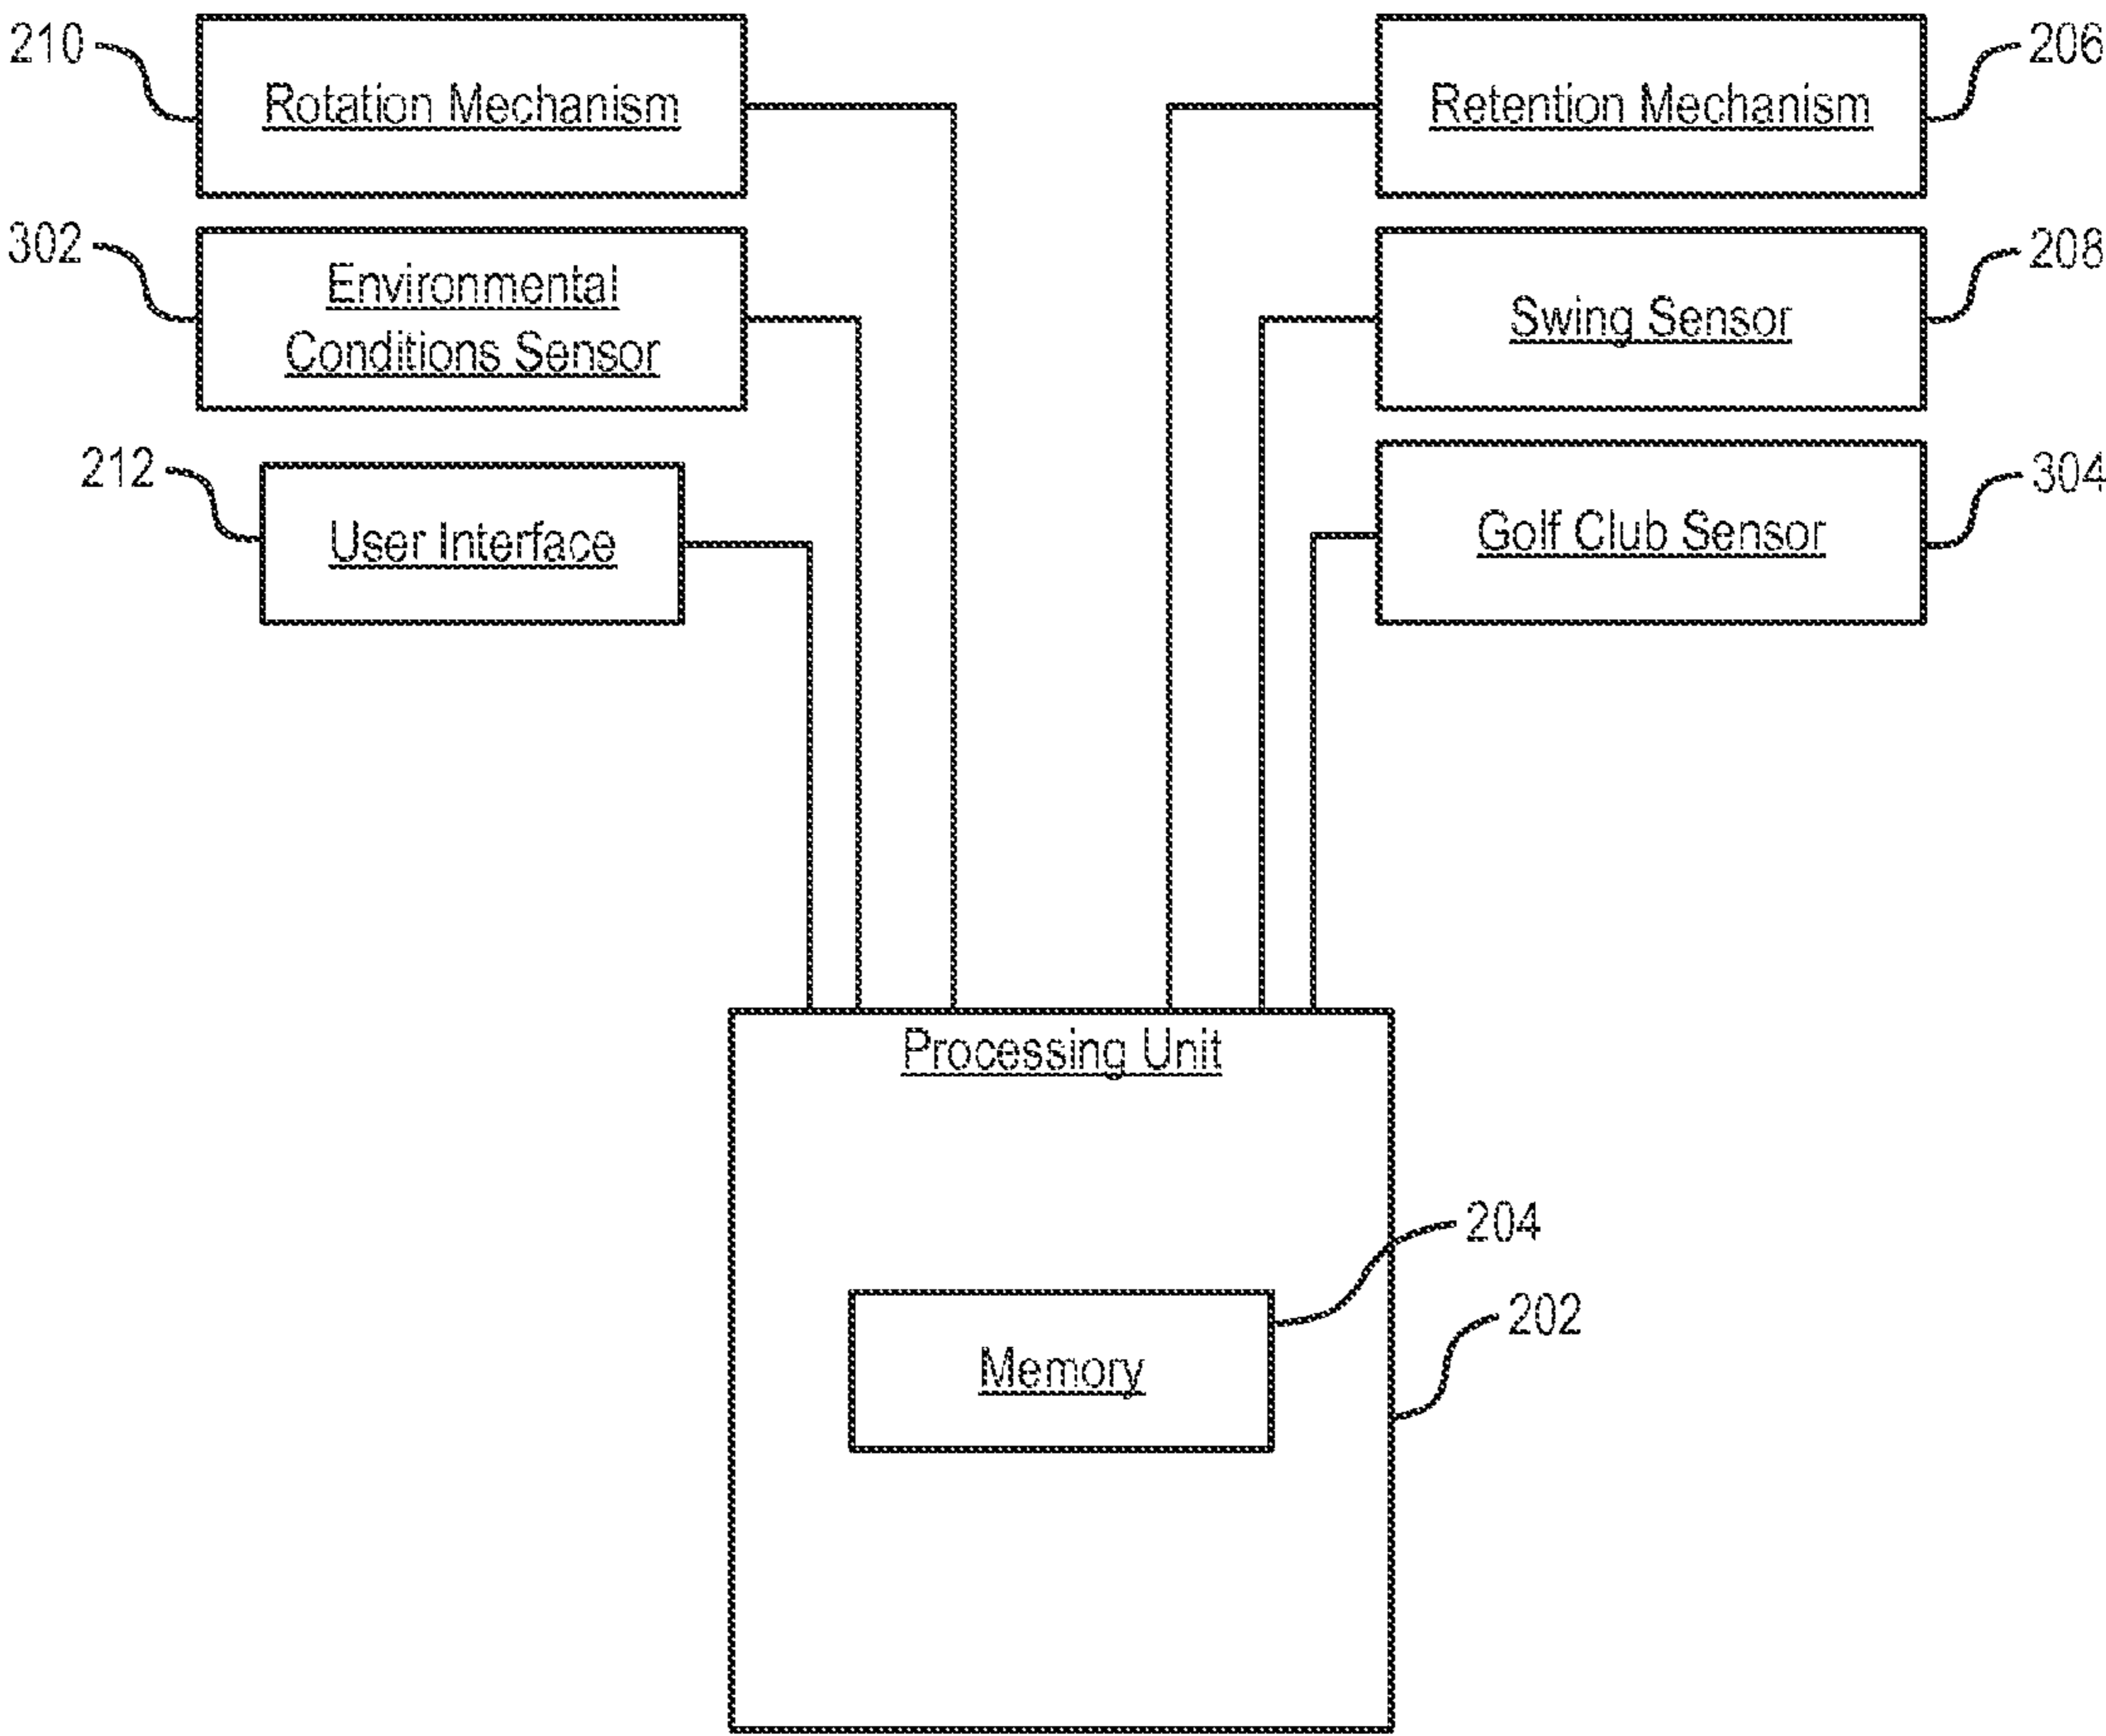 210
Rotation Mechanism
Retention Mechanism
206
302
Environmental
Conditions Sensor
Swing Sensor
208
212
User Interface
Golf Club Sensor
304
Processing Unit
204
Memory
202